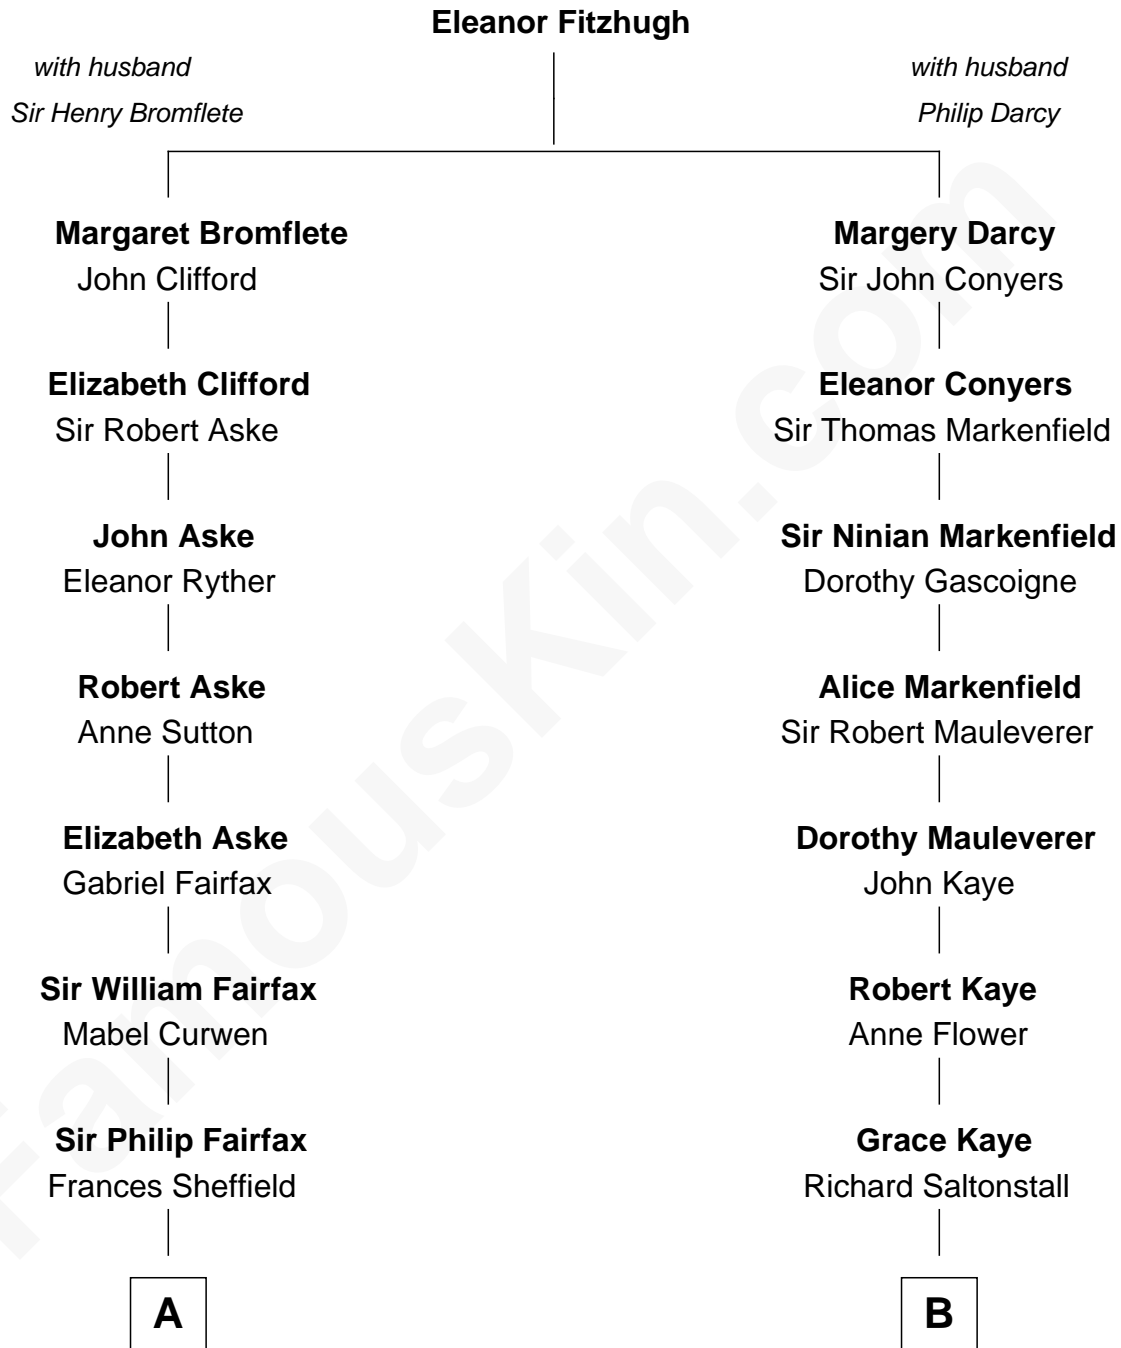 Eleanor Fitzhugh
with husband
Sir Henry Bromflete
with husband
Philip Darcy
Margaret Bromflete
John Clifford
Margery Darcy
Sir John Conyers
Elizabeth Clifford
Sir Robert Aske
Eleanor Conyers
Sir Thomas Markenfield
John Aske
Eleanor Ryther
Sir Ninian Markenfield
Dorothy Gascoigne
Robert Aske
Anne Sutton
Alice Markenfield
Sir Robert Mauleverer
Elizabeth Aske
Gabriel Fairfax
Dorothy Mauleverer
John Kaye
Sir William Fairfax
Mabel Curwen
Robert Kaye
Anne Flower
Sir Philip Fairfax
Frances Sheffield
Grace Kaye
Richard Saltonstall
A
B
FamousKin.com